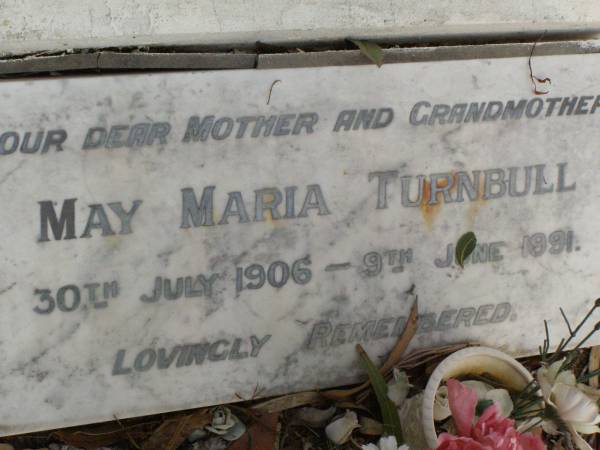 OUR DEAR MOTHER AND GRANDMOTHER
MAY MARIA TURNBULL
30TH JULY 1906 – 9TH JUNE 1991.
LOVINGLY REMEMBERED.